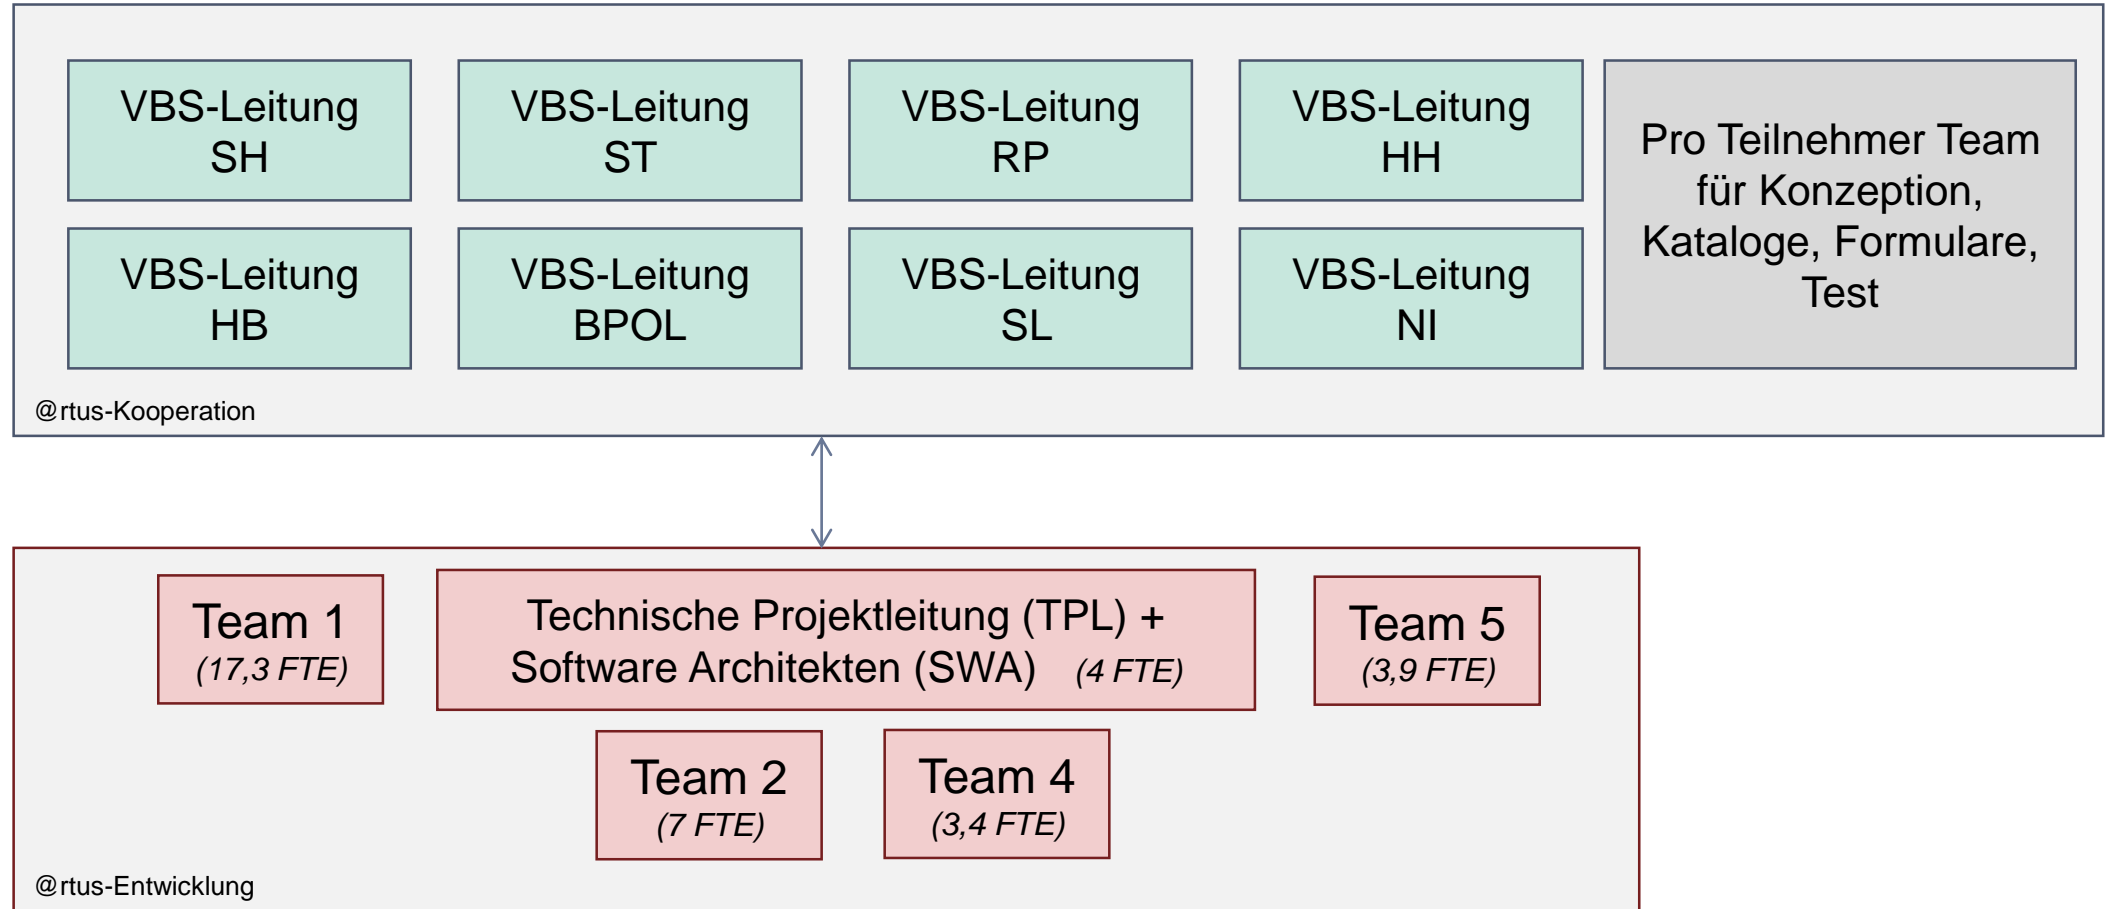 VBS-Leitung
SH
VBS-Leitung
ST
VBS-Leitung
RP
VBS-Leitung
HH
Pro Teilnehmer Team
für Konzeption,
Kataloge, Formulare,
Test
VBS-Leitung
HB
VBS-Leitung
BPOL
VBS-Leitung
SL
VBS-Leitung
NI
@rtus-Kooperation
Team 1
(17,3 FTE)
Technische Projektleitung (TPL) +
Software Architekten (SWA) (4 FTE)
Team 5
(3,9 FTE)
Team 2
(7 FTE)
Team 4
(3,4 FTE)
@rtus-Entwicklung